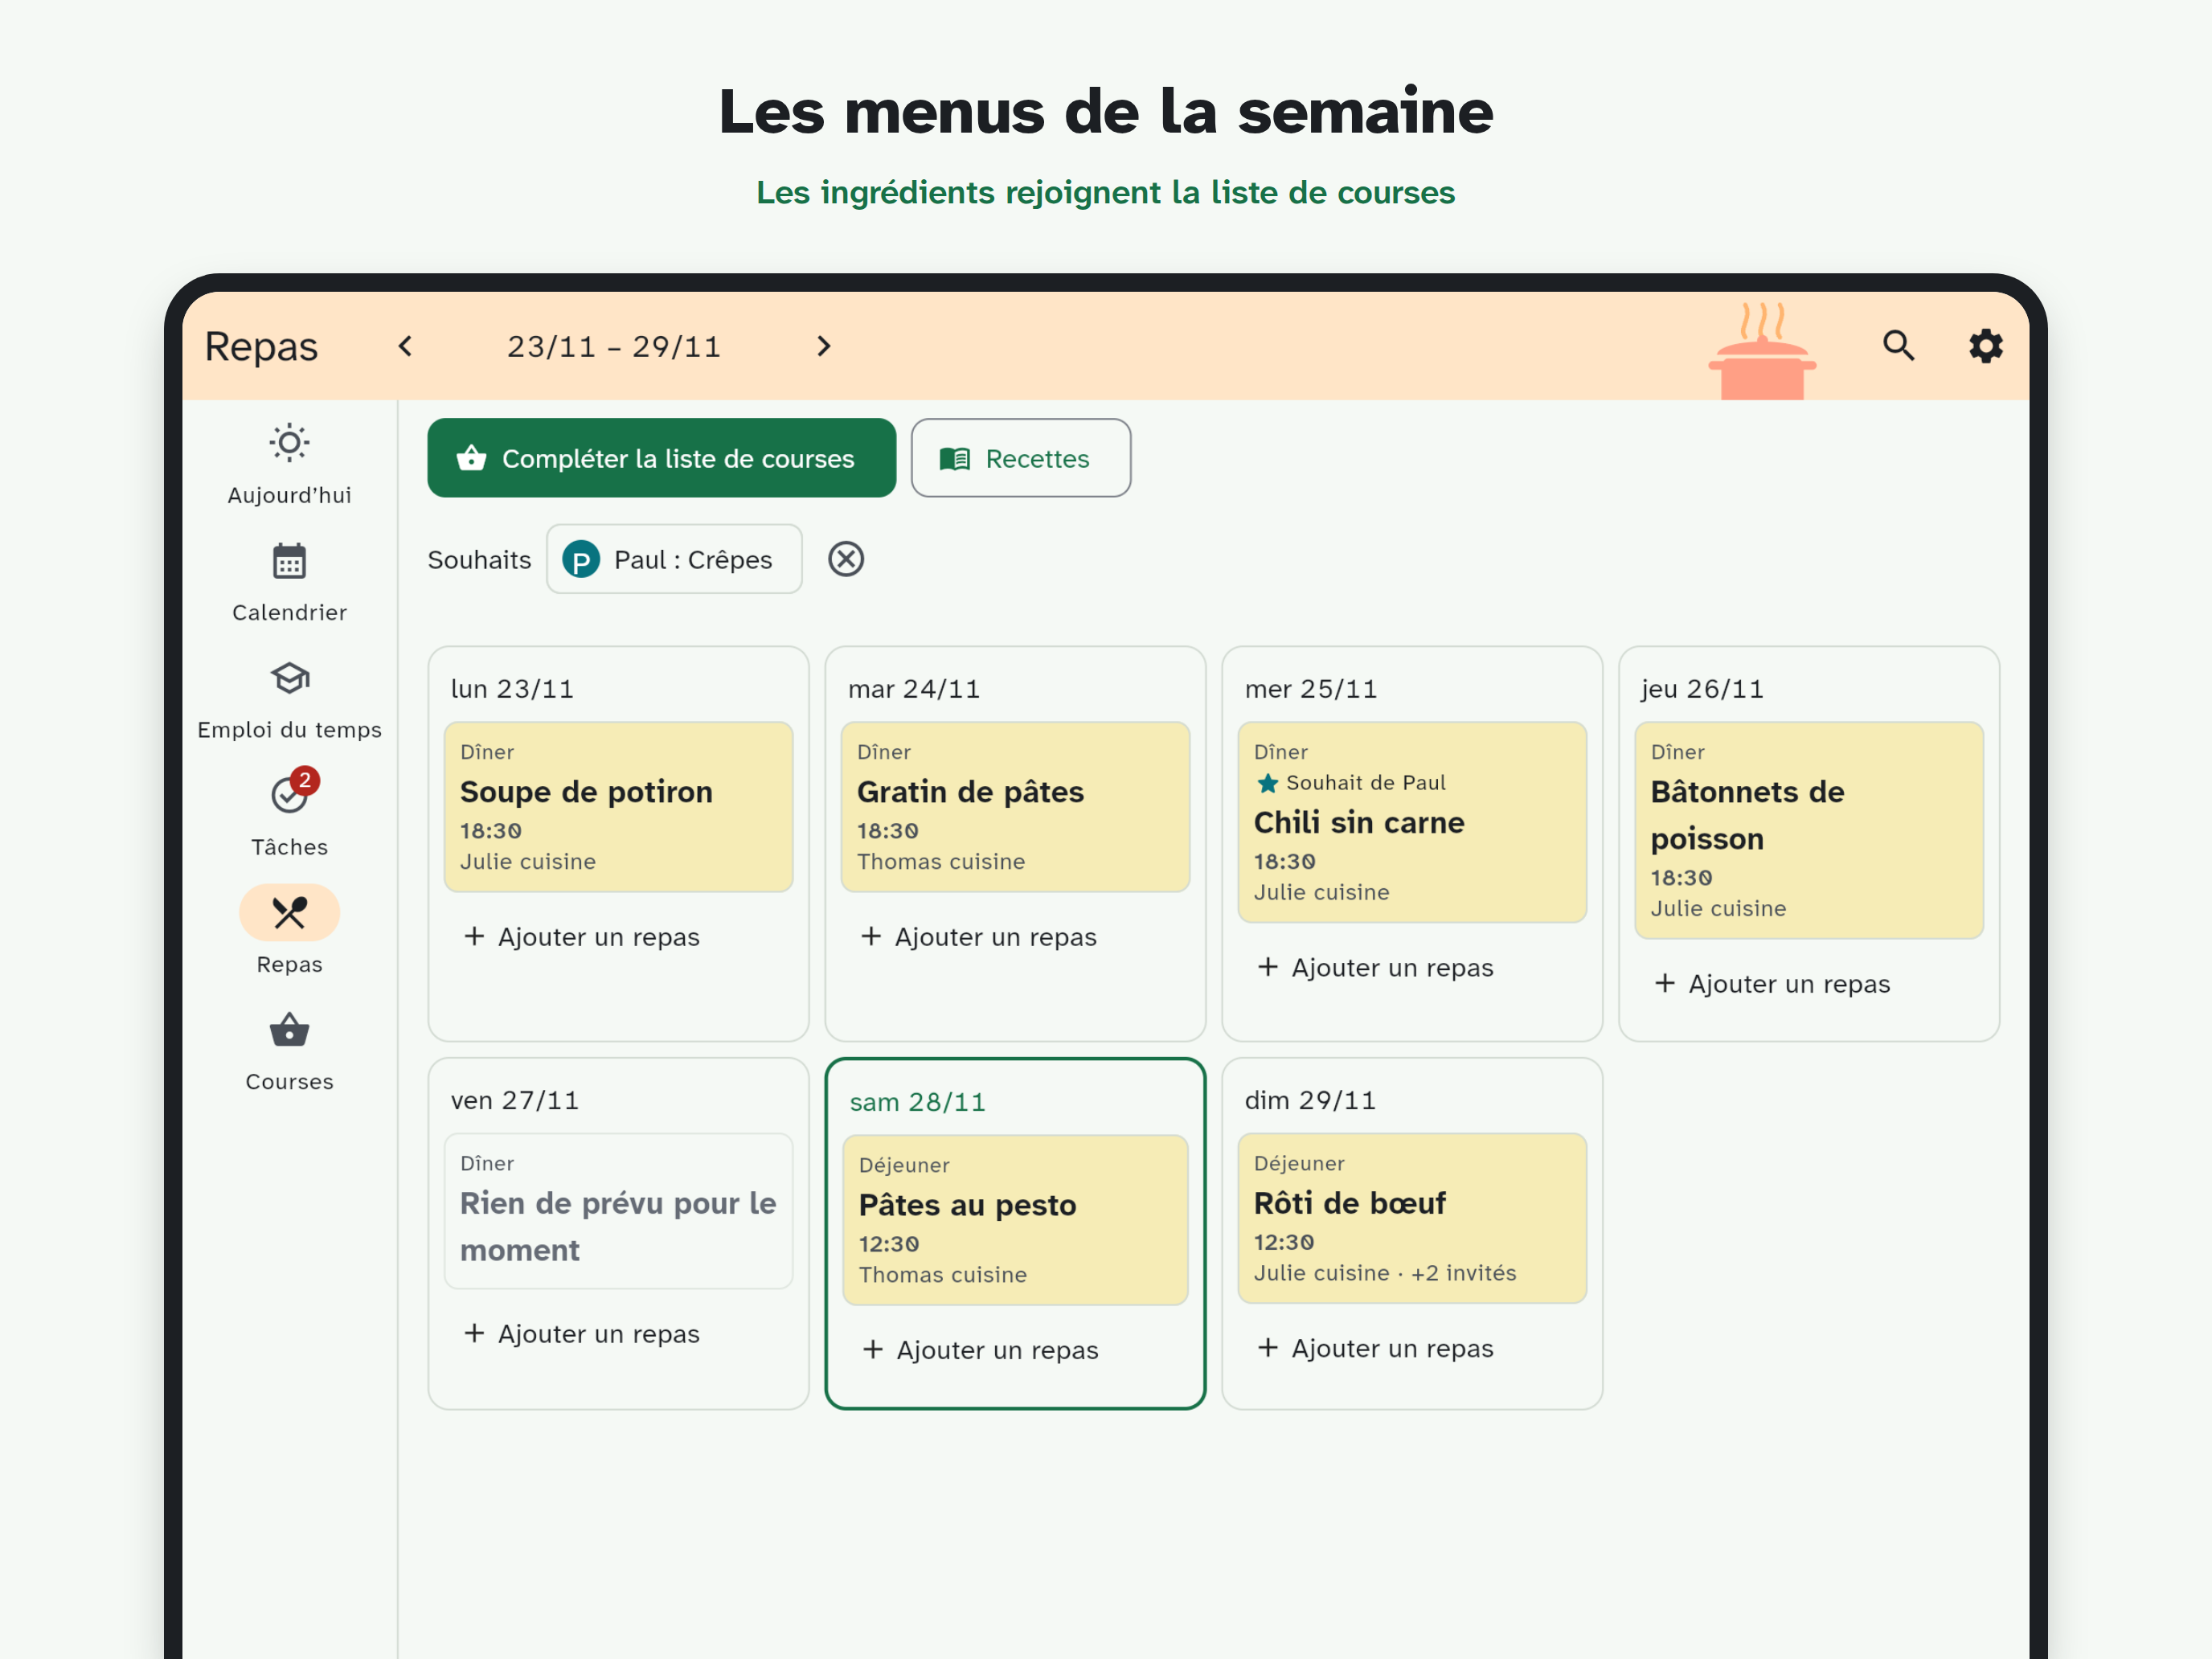 Les menus de la semaine
Les ingrédients rejoignent la liste de courses
Repas
23/11 – 29/11
Aujourd’hui
Calendrier
Emploi du temps
2
Tâches
Repas
Courses
Compléter la liste de courses
Recettes
Souhaits
P
Paul : Crêpes
lun 23/11
Dîner
Soupe de potiron
18:30
Julie cuisine
+ Ajouter un repas
mar 24/11
Dîner
Gratin de pâtes
18:30
Thomas cuisine
+ Ajouter un repas
mer 25/11
Dîner
Souhait de Paul
Chili sin carne
18:30
Julie cuisine
+ Ajouter un repas
jeu 26/11
Dîner
Bâtonnets de
poisson
18:30
Julie cuisine
+ Ajouter un repas
ven 27/11
Dîner
Rien de prévu pour le
moment
+ Ajouter un repas
sam 28/11
Déjeuner
Pâtes au pesto
12:30
Thomas cuisine
+ Ajouter un repas
dim 29/11
Déjeuner
Rôti de bœuf
12:30
Julie cuisine · +2 invités
+ Ajouter un repas